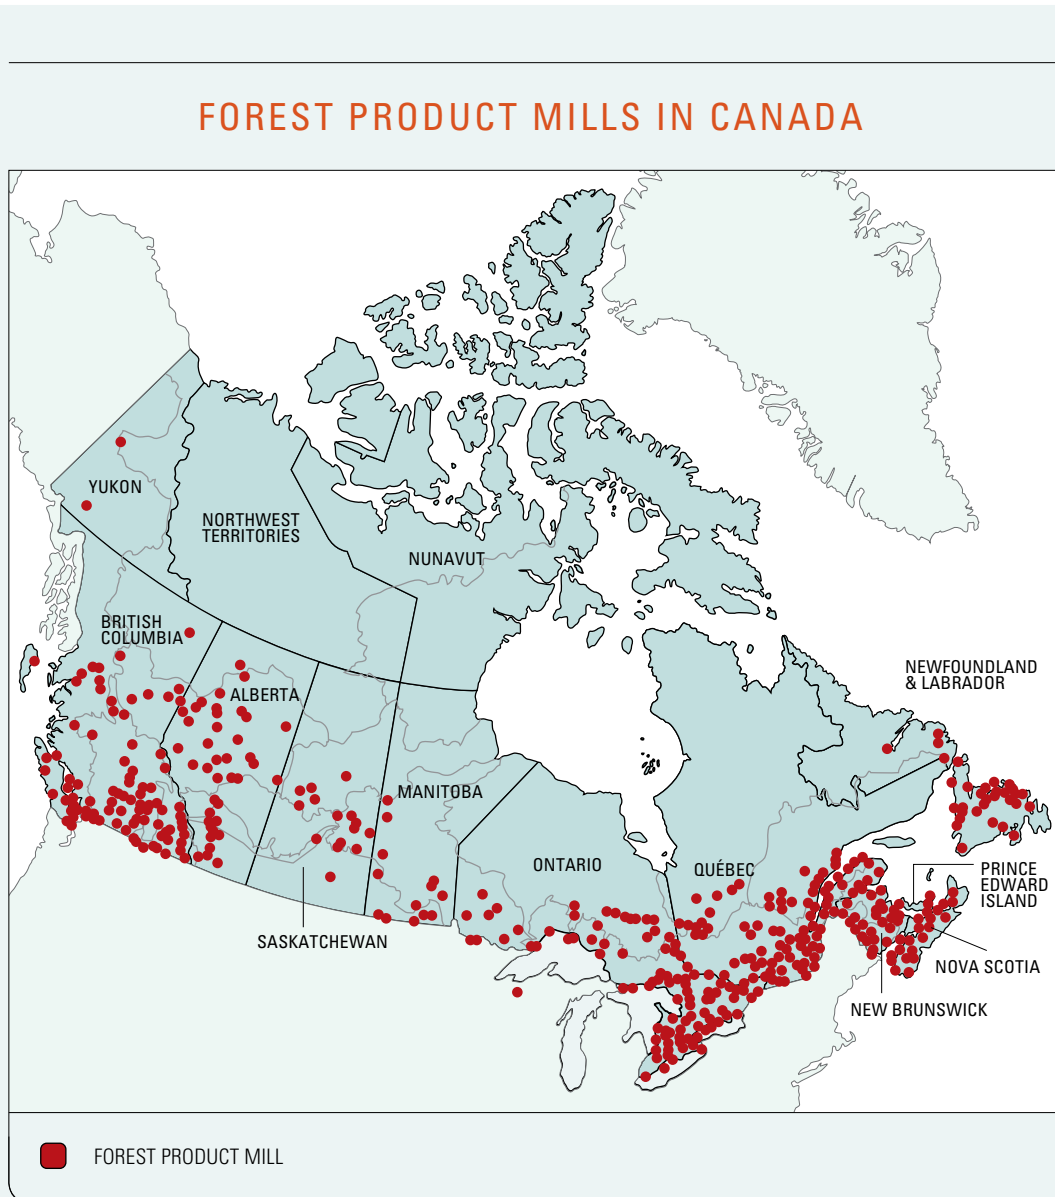 FOREST PRODUCT MILLS IN CANADA
YUKON
NORTHWEST
TERRITORIES
NUNAVUT
BRITISH
COLUMBIA
ALBERTA
NEWFOUNDLAND
& LABRADOR
MANITOBA
ONTARIO
QUÉBEC
PRINCE
EDWARD
ISLAND
SASKATCHEWAN
NOVA SCOTIA
NEW BRUNSWICK
FOREST PRODUCT MILL